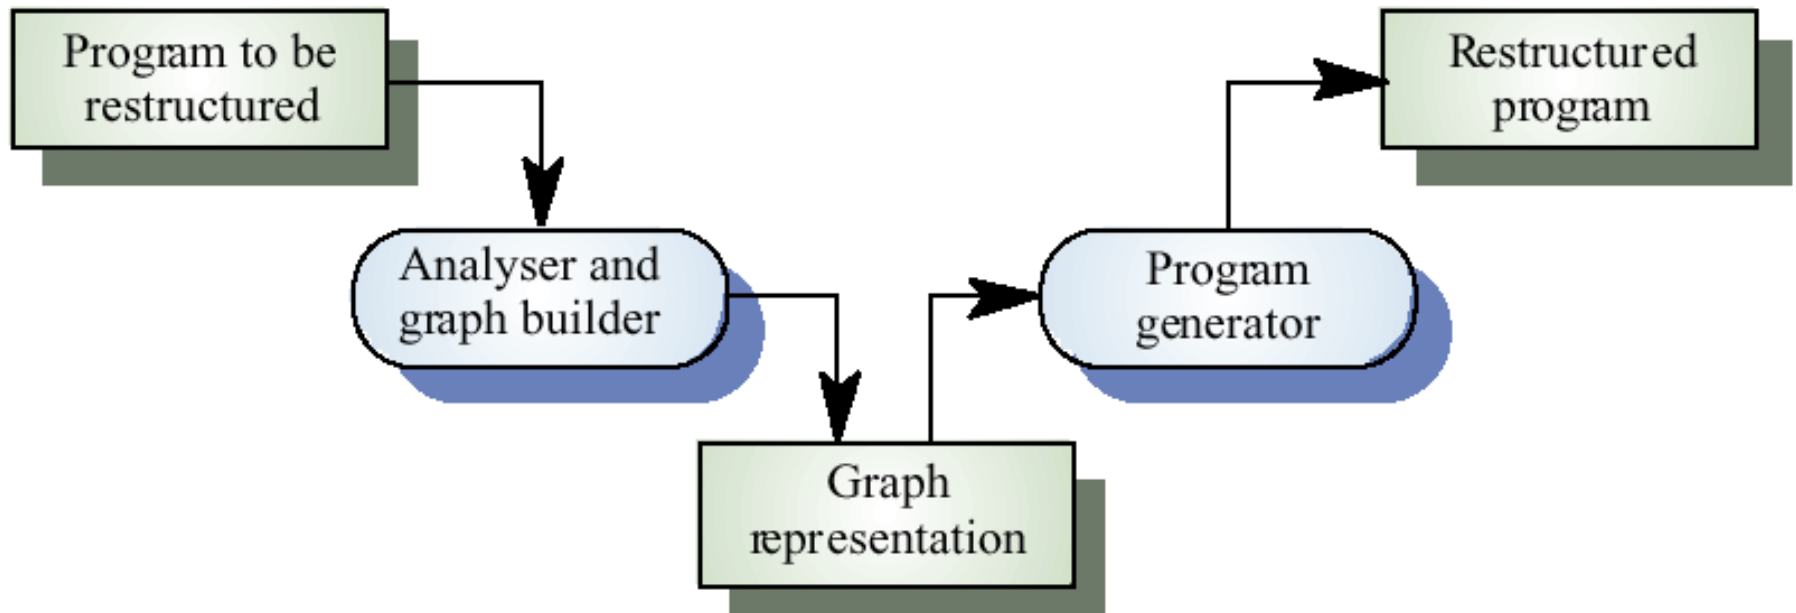 Program to be
restructured
Analyser and
graph builder
Graph
representation
Program
generator
Restructured
program